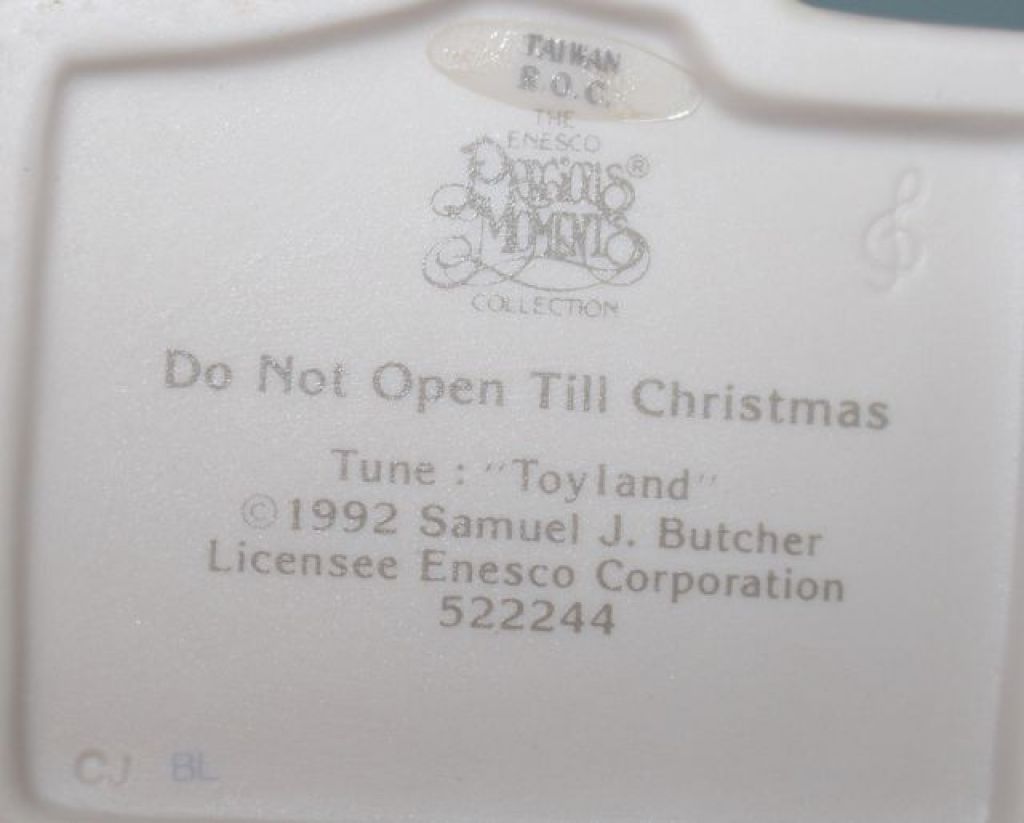 TAIWAN
R.O.C.
THE
ENESCO
PRECIOUS®
MOMENTS
COLLECTION
Do Not Open Till Christmas
Tune : "Toyland"
©1992 Samuel J. Butcher
Licensee Enesco Corporation
522244
CJ BL